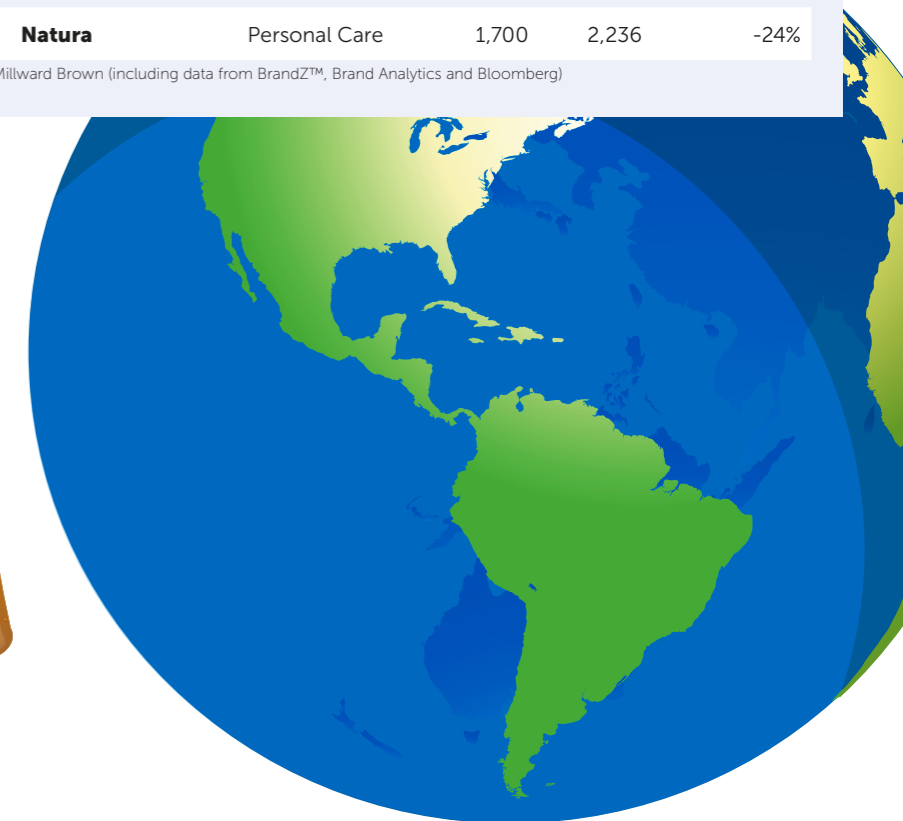 Natura Personal Care 1,700 2,236 -24%
Millward Brown (including data from BrandZ™, Brand Analytics and Bloomberg)